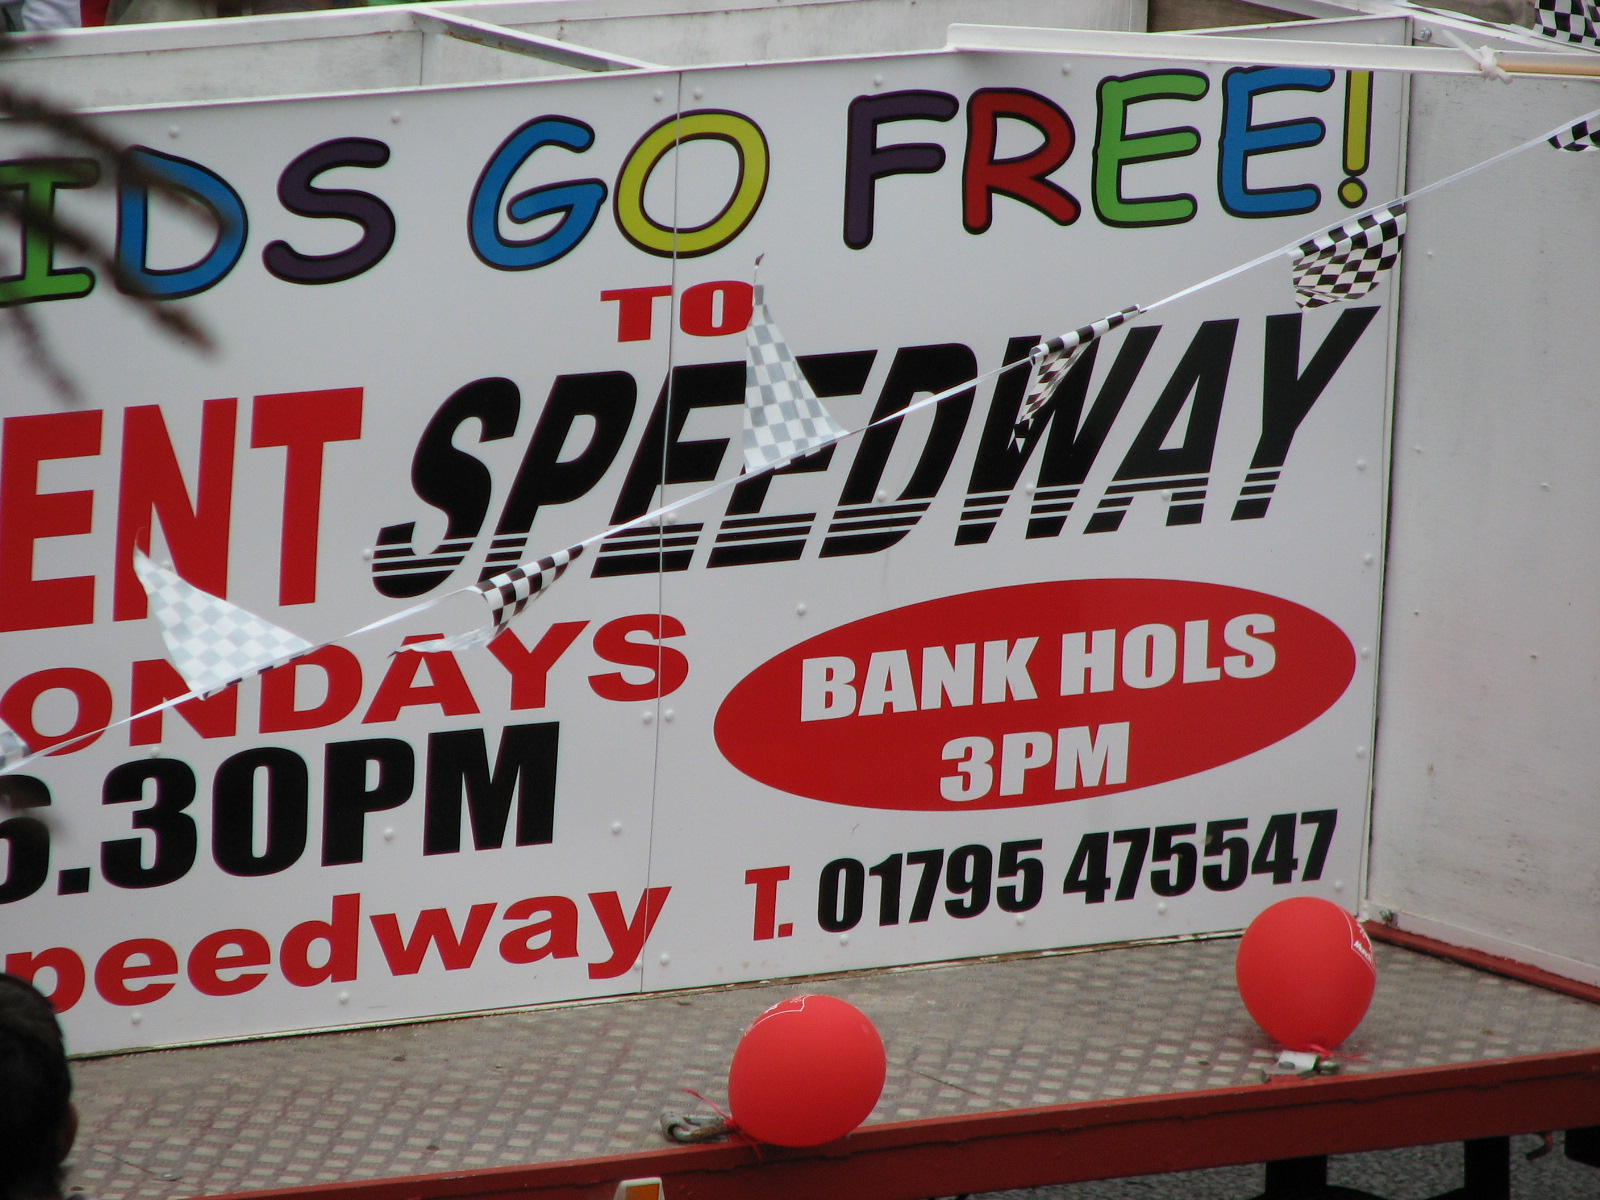 IDS GO FREE!
TO
ENT SPEEDWAY
ONDAYS
6.30PM
BANK HOLS
3PM
peedway
T. 01795 475547